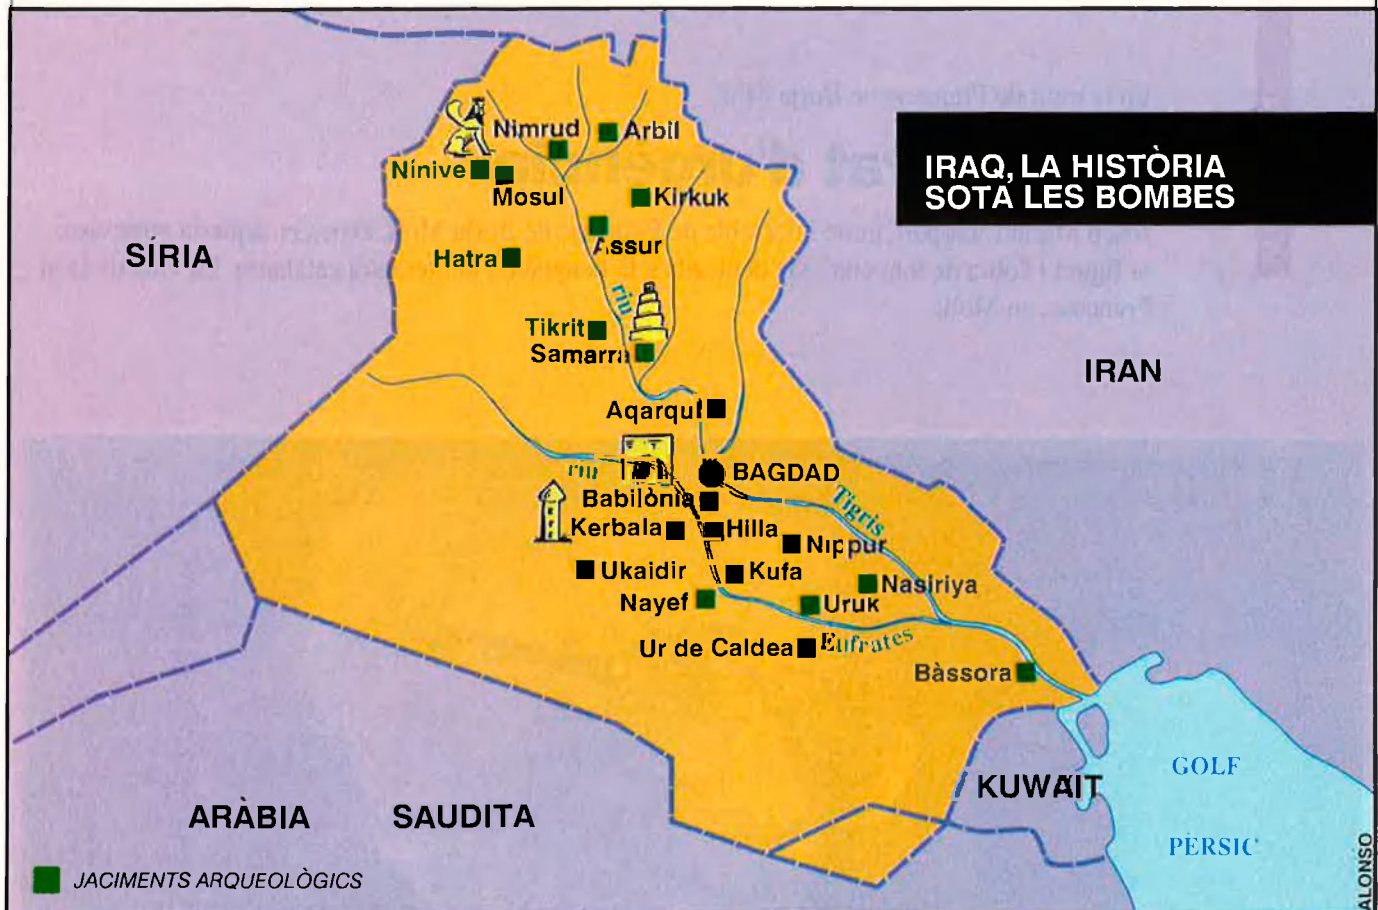 IRAQ, LA HISTÒRIA
SOTA LES BOMBES
Nimrud
Arbil
Nínive
Mosul
Kirkuk
Assur
SÍRIA
Hatra
riu
Tikrit
Samarra
IRAN
Aqarquf
riu
BAGDAD
Babilònia
Tigris
Kerbala
Hilla
Nippur
Ukaidir
Kufa
Nasiriya
Nayef
Uruk
Ur de Caldea
Eufrates
Bàssora
GOLF
PÈRSIC
KUWAIT
ARÀBIA SAUDITA
JACIMENTS ARQUEOLÒGICS
ALONSO